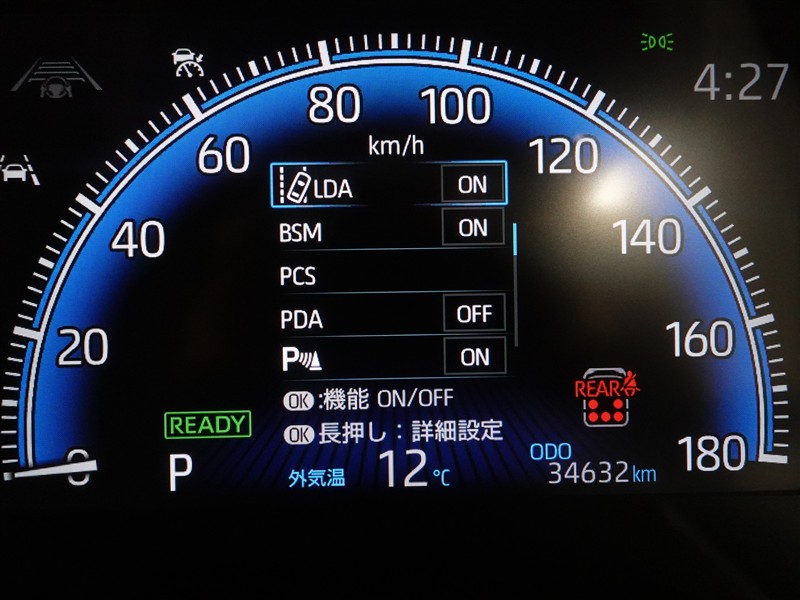 4:27
80
100
km/h
60
120
LDA ON
40
BSM ON
140
PCS
PDA OFF
20
160
P ON
REAR
OK:機能 ON/OFF
READY
OK長押し:詳細設定
0
180
P
外気温 12℃
ODO
34632km